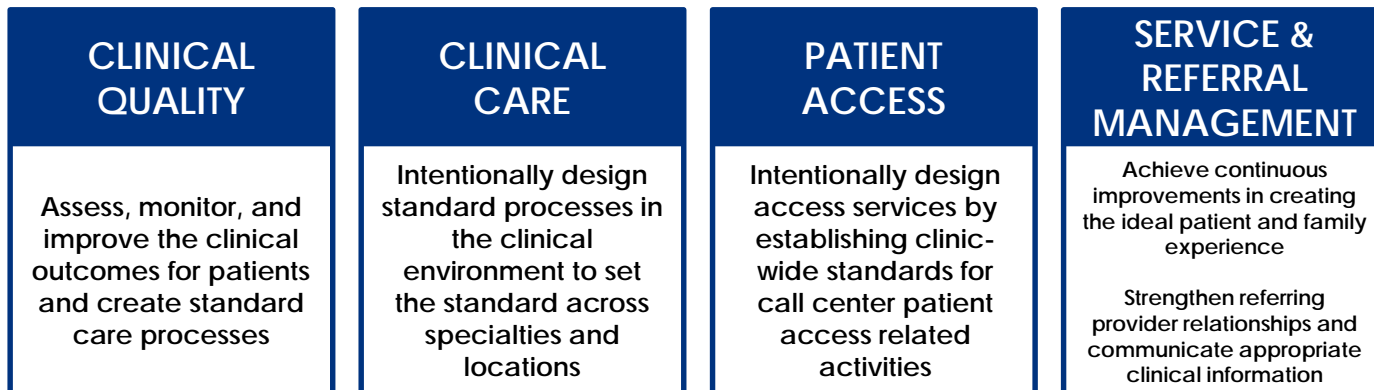 CLINICAL
QUALITY
Assess, monitor, and
improve the clinical
outcomes for patients
and create standard
care processes
CLINICAL
CARE
Intentionally design
standard processes in
the clinical
environment to set
the standard across
specialties and
locations
PATIENT
ACCESS
Intentionally design
access services by
establishing clinic-
wide standards for
call center patient
access related
activities
SERVICE &
REFERRAL
MANAGEMENT
Achieve continuous
improvements in creating
the ideal patient and family
experience
Strengthen referring
provider relationships and
communicate appropriate
clinical information